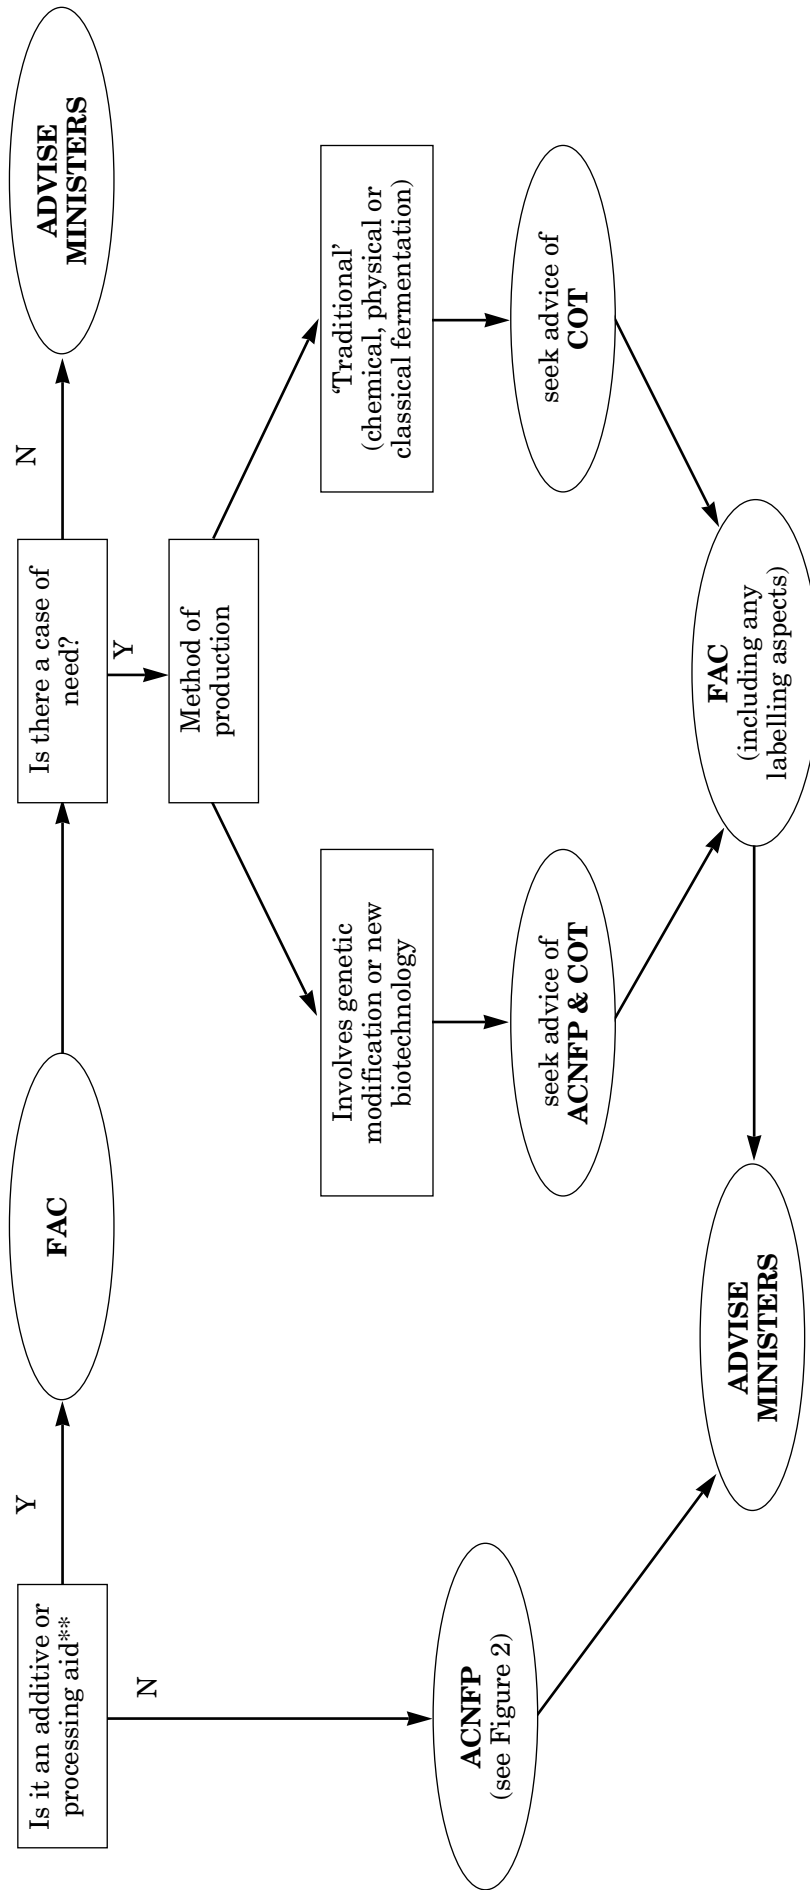 Is it an additive or
processing aid**
Y
FAC
Is there a case of
need?
N
ADVISE
MINISTERS
N
Y
Method of
production
Involves genetic
modification or new
biotechnology
'Traditional'
(chemical, physical or
classical fermentation)
ACNFP
(see Figure 2)
seek advice of
ACNFP & COT
seek advice of
COT
ADVISE
MINISTERS
FAC
(including any
labelling aspects)